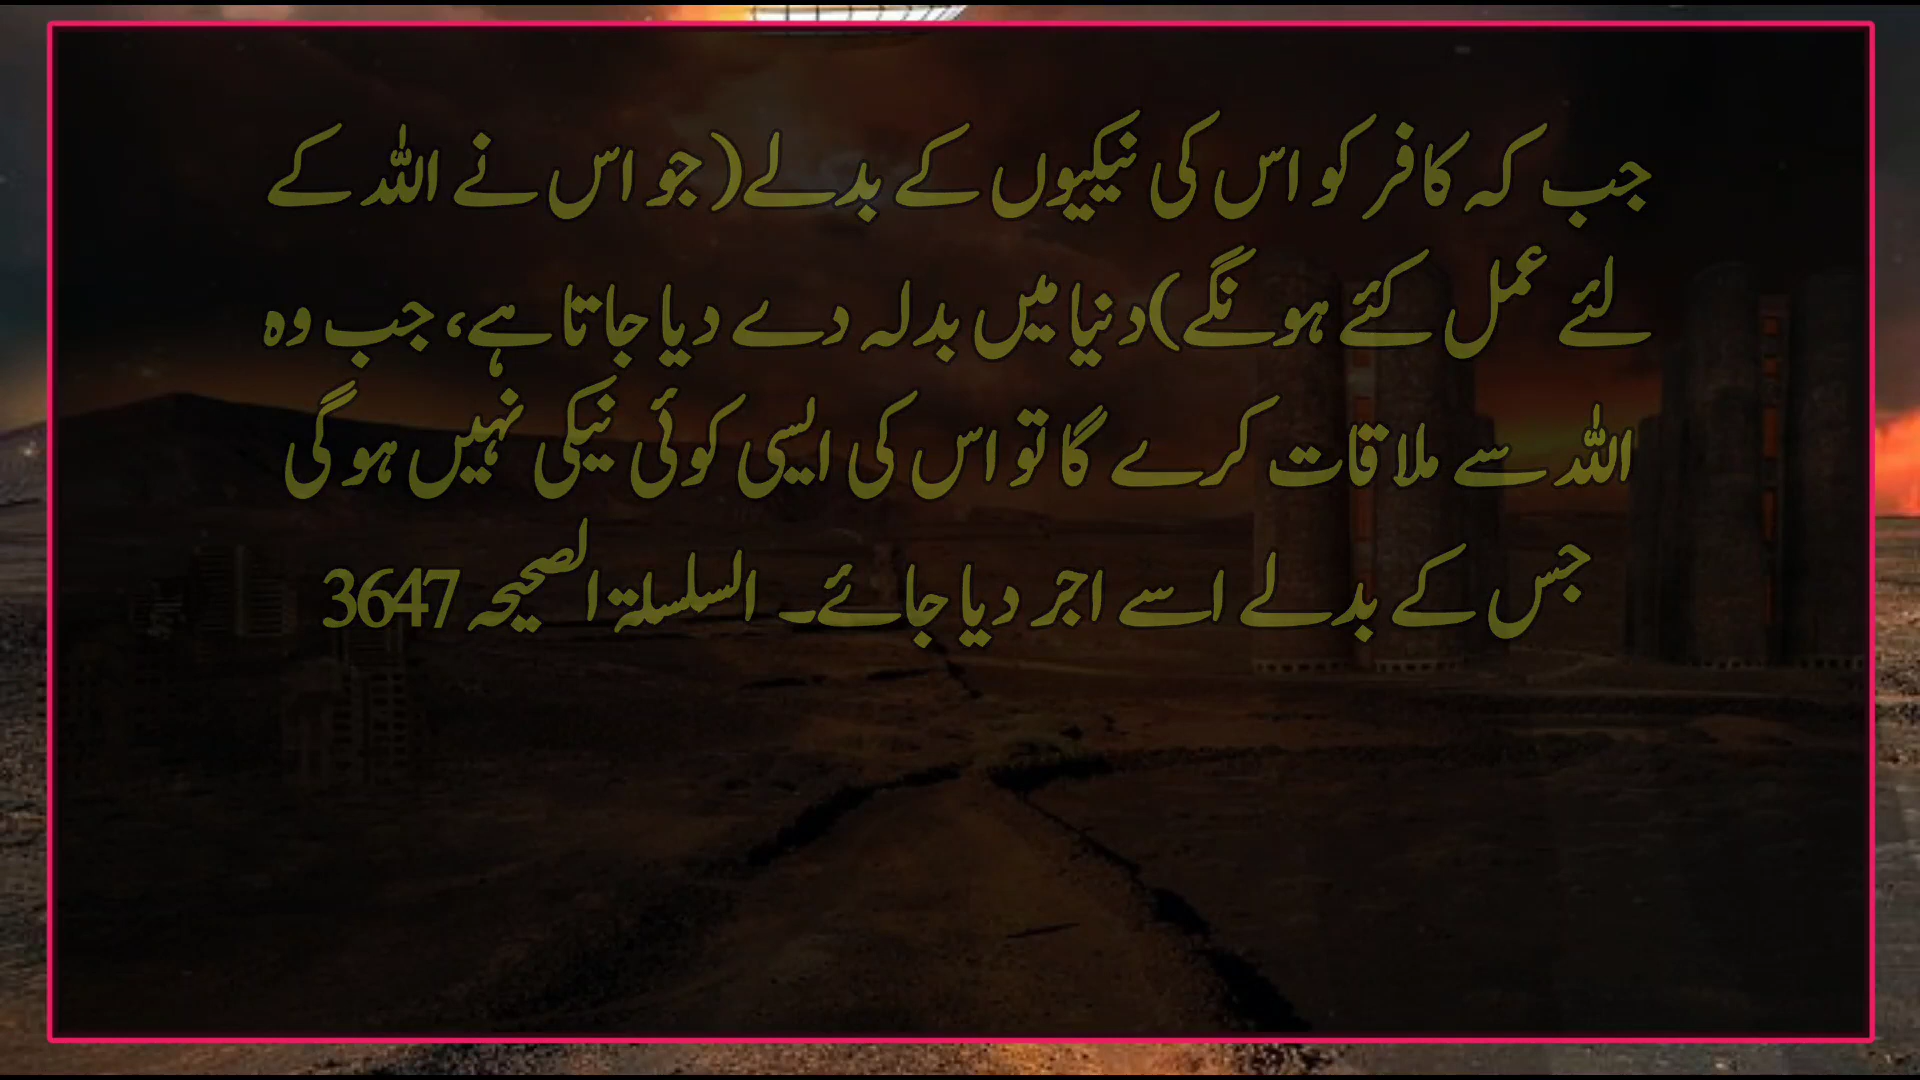 جب کہ کافر کو اس کی نیکیوں کے بدلے( جو اس نے اللہ کے
لئے عمل کئے ہونگے)دنیا میں بدلہ دے دیا جاتا ہے، جب وہ
اللہ سے ملاقات کرے گا تو اس کی ایسی کوئی نیکی نہیں ہوگی
جس کے بدلے اسے اجر دیا جائے۔ السلسلۃ الصحیحہ 3647